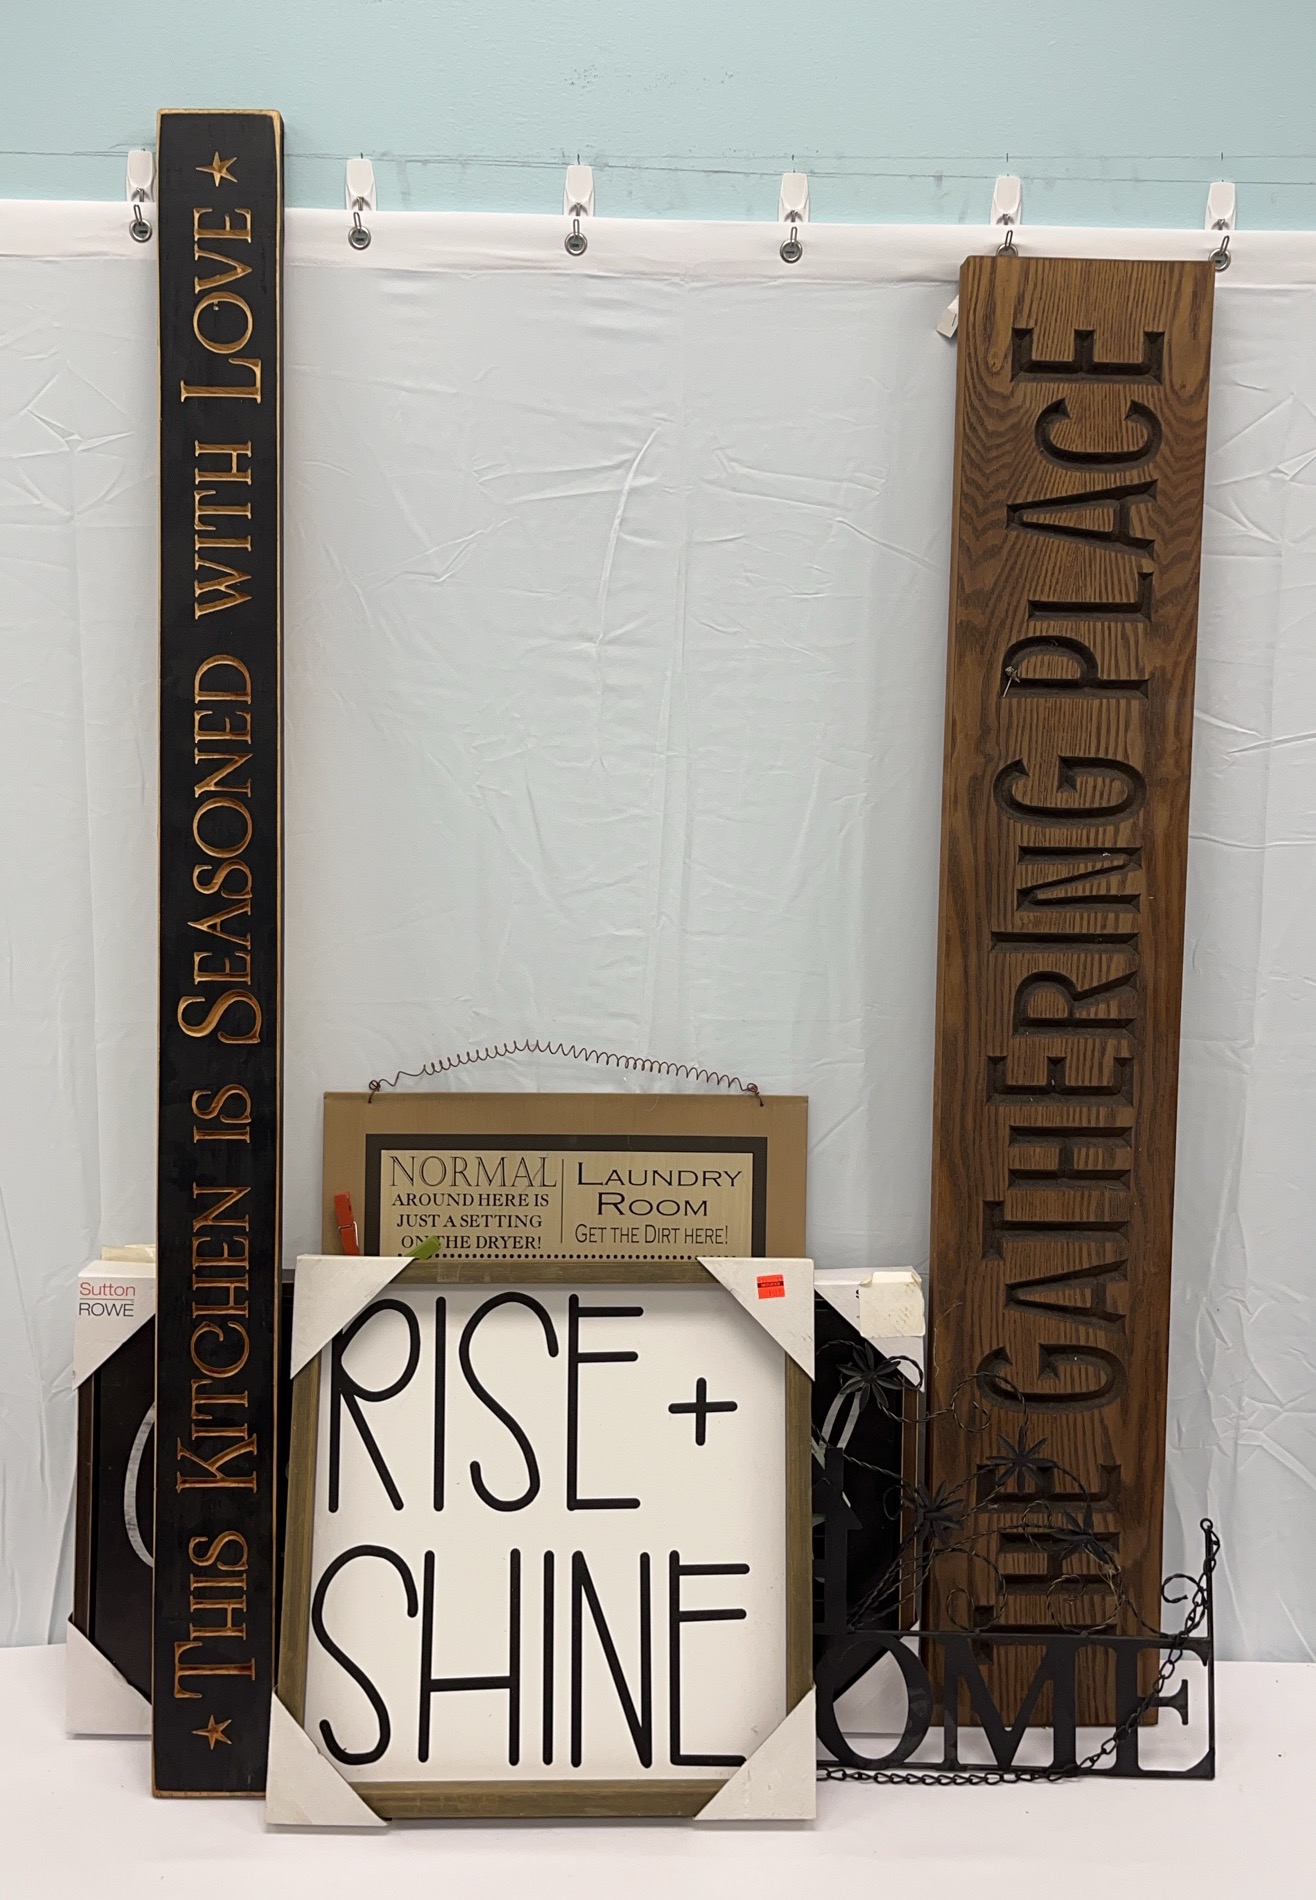 THIS KITCHEN IS SEASONED WITH LOVE
THE GATHERING PLACE
NORMAL
AROUND HERE IS
JUST A SETTING
ON THE DRYER!
LAUNDRY
ROOM
GET THE DIRT HERE!
Sutton
ROWE
RISE +
SHINE
OME